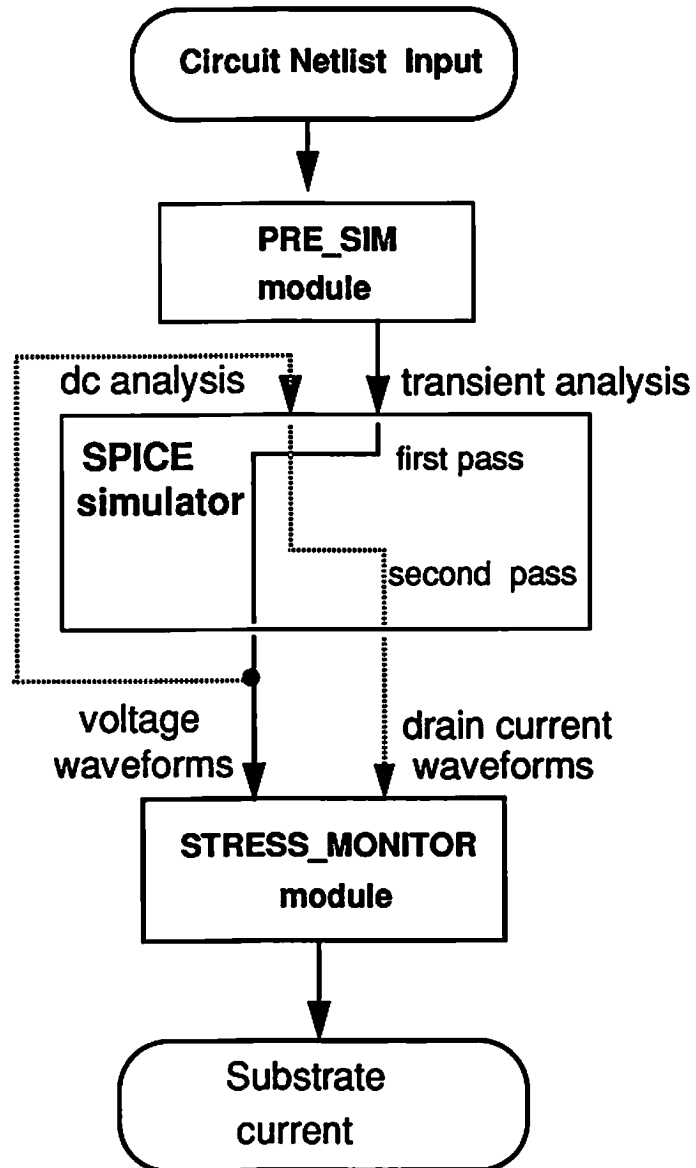 Circuit Netlist Input
PRE_SIM
module
dc analysis
transient analysis
SPICE
simulator
first pass
second pass
voltage
waveforms
drain current
waveforms
STRESS_MONITOR
module
Substrate
current